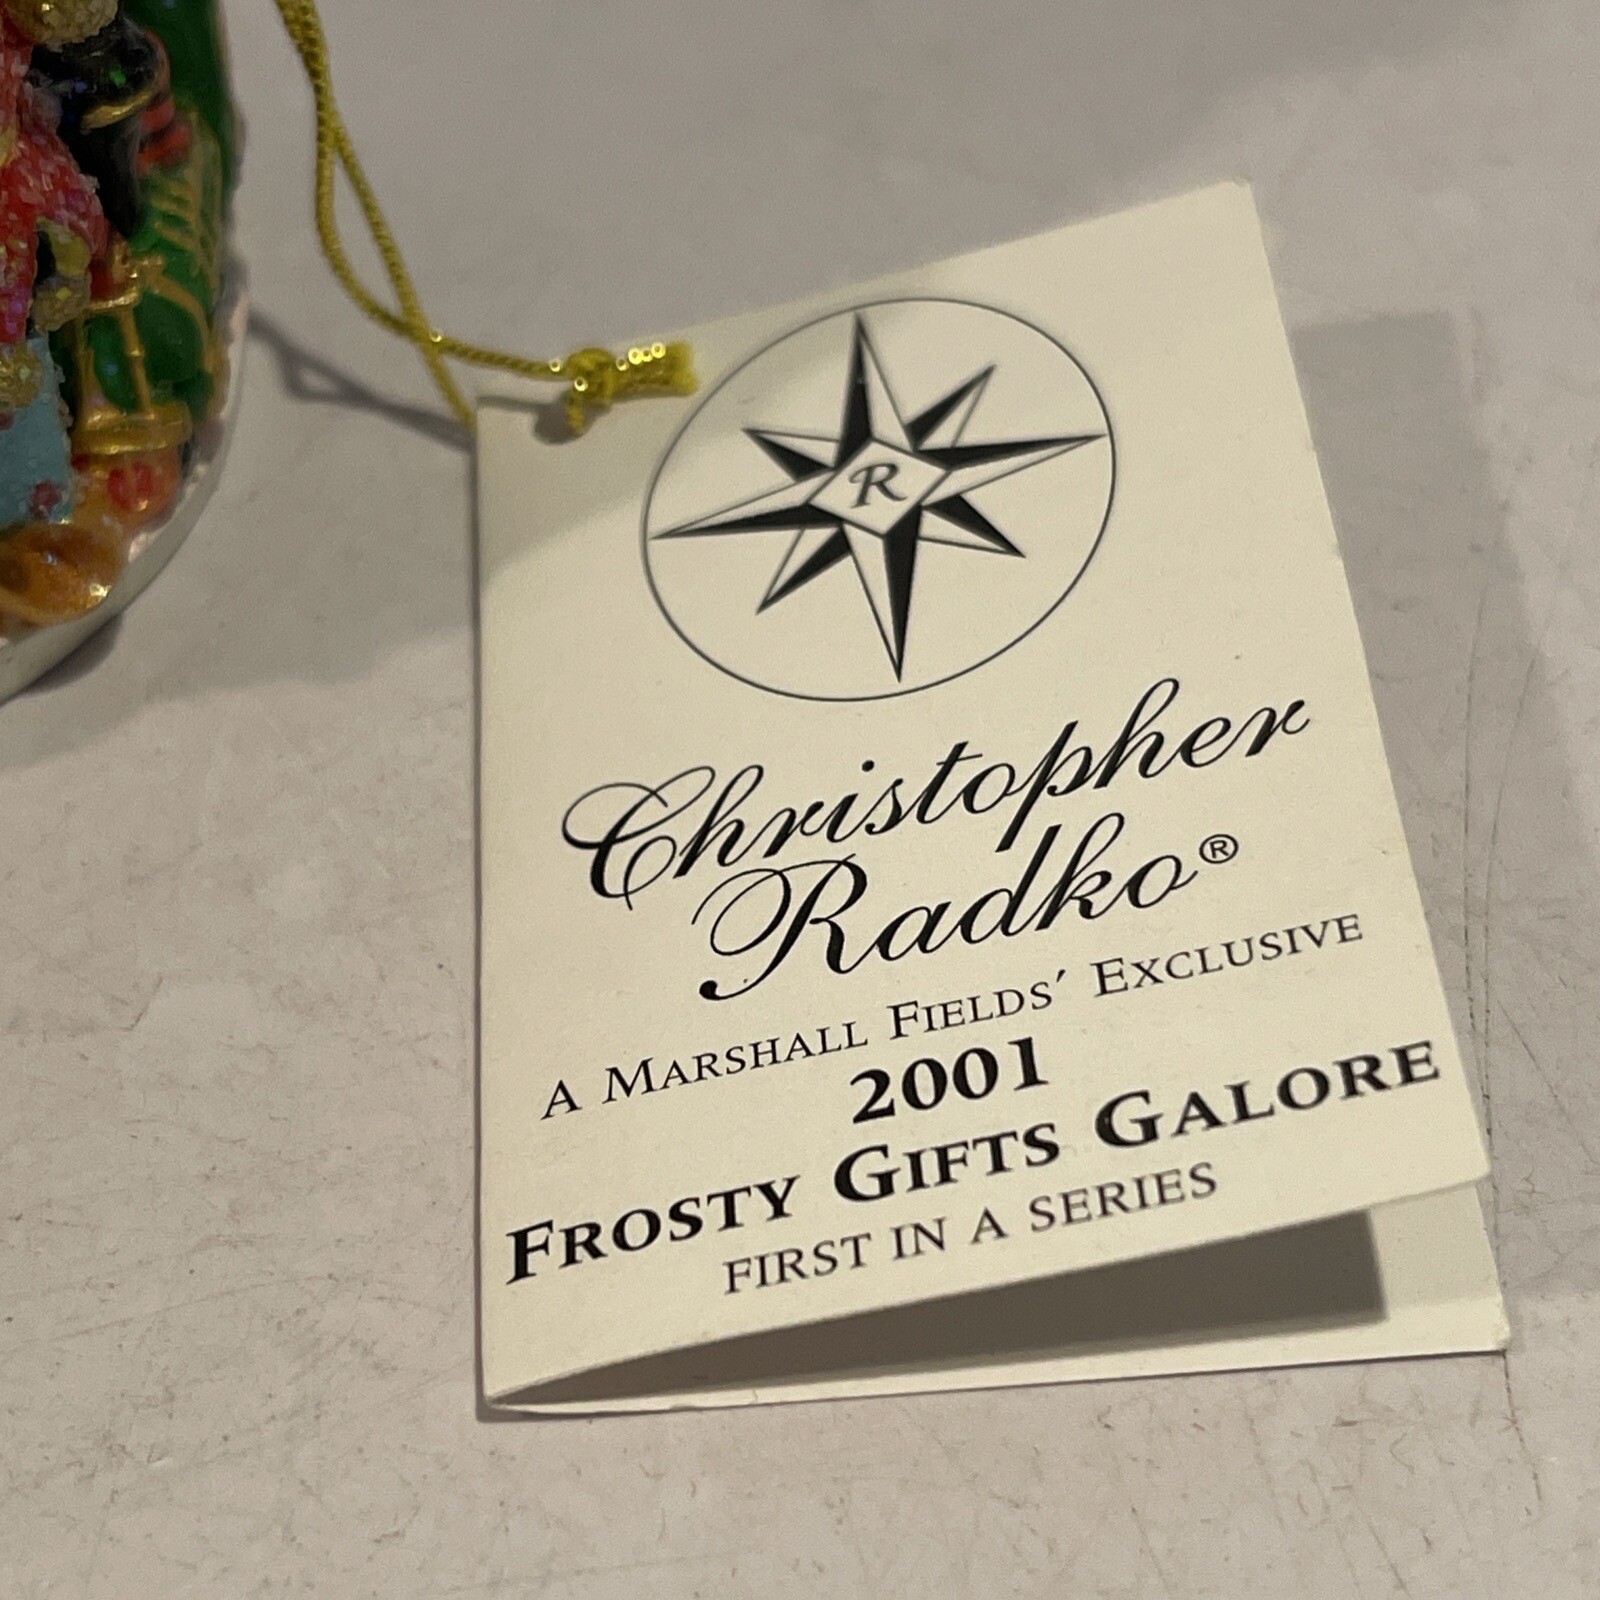 R
Christopher
Radko®
A MARSHALL FIELDS' EXCLUSIVE
2001
FROSTY GIFTS GALORE
FIRST IN A SERIES